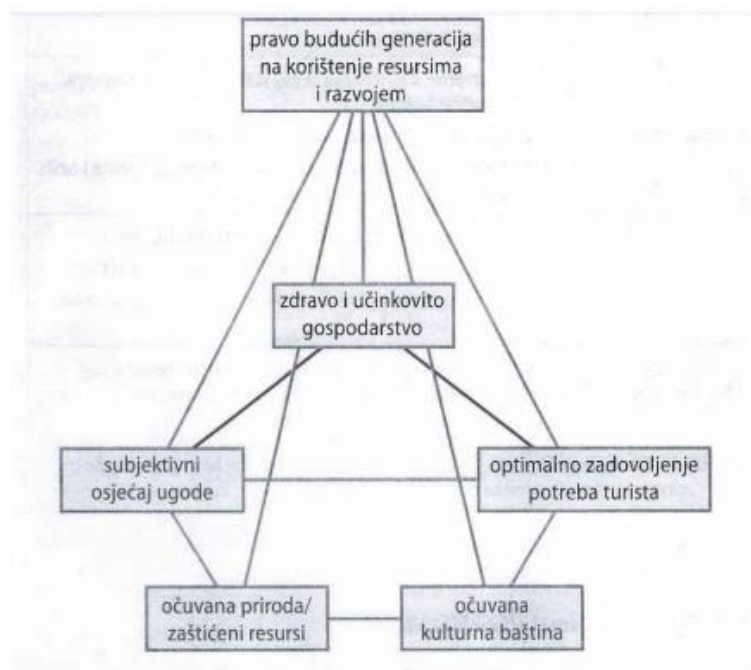 pravo budućih generacija
na korištenje resursima
i razvojem
zdravo i učinkovito
gospodarstvo
subjektivni
osjećaj ugode
optimalno zadovoljenje
potreba turista
očuvana priroda/
zaštićeni resursi
očuvana
kulturna baština